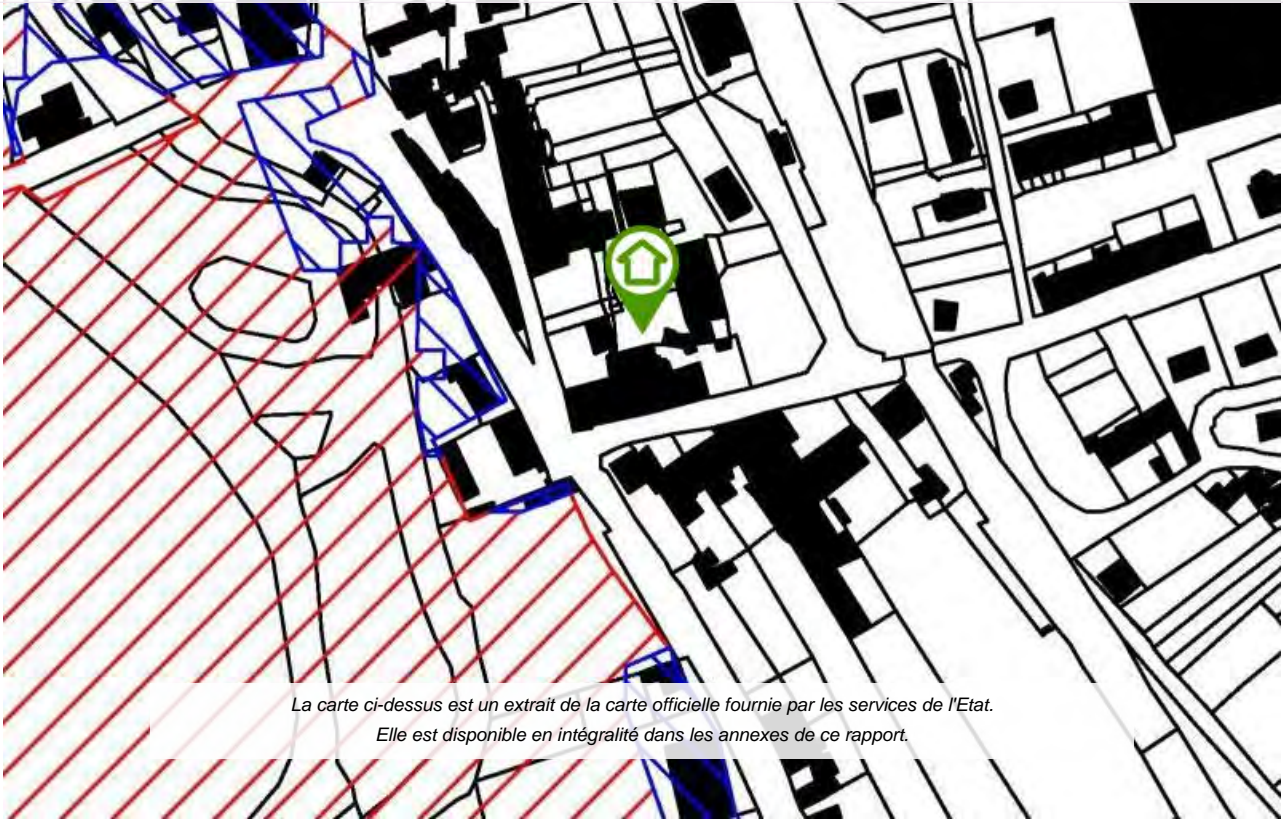 La carte ci-dessus est un extrait de la carte officielle fournie par les services de l'Etat.
Elle est disponible en intégralité dans les annexes de ce rapport.